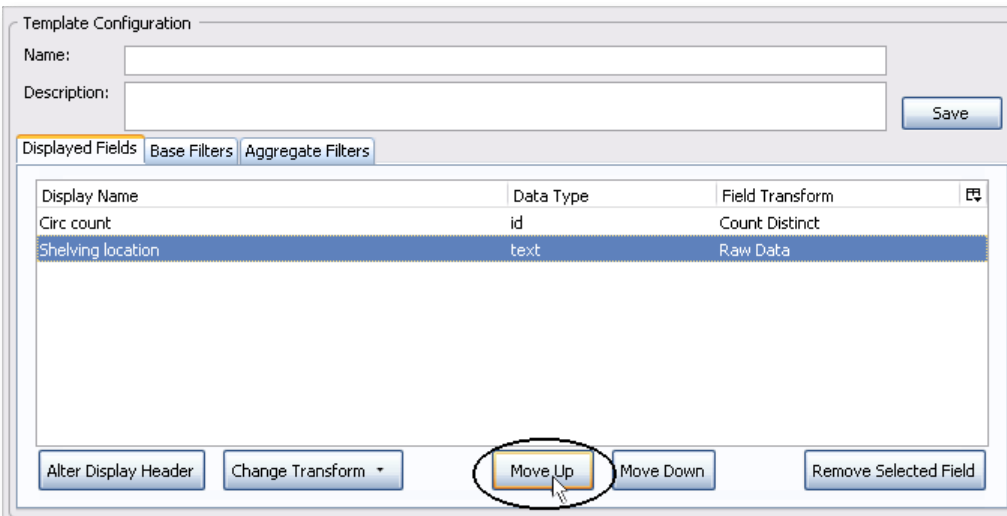 Template Configuration
Name:
Description:
Save
Displayed Fields Base Filters Aggregate Filters
Display Name Data Type Field Transform
Circ count id Count Distinct
Shelving location text Raw Data
Alter Display Header Change Transform Move Up Move Down Remove Selected Field